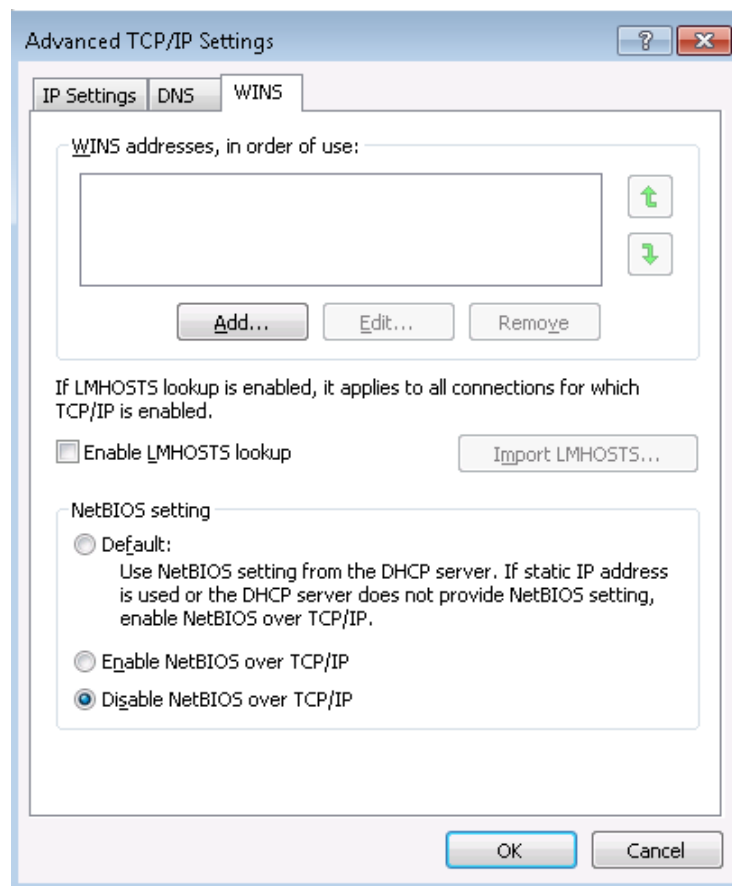 Advanced TCP/IP Settings
IP Settings DNS WINS
WINS addresses, in order of use:
Add... Edit... Remove
If LMHOSTS lookup is enabled, it applies to all connections for which
TCP/IP is enabled.
Enable LMHOSTS lookup Import LMHOSTS...
NetBIOS setting
Default:
Use NetBIOS setting from the DHCP server. If static IP address
is used or the DHCP server does not provide NetBIOS setting,
enable NetBIOS over TCP/IP.
Enable NetBIOS over TCP/IP
Disable NetBIOS over TCP/IP
OK Cancel